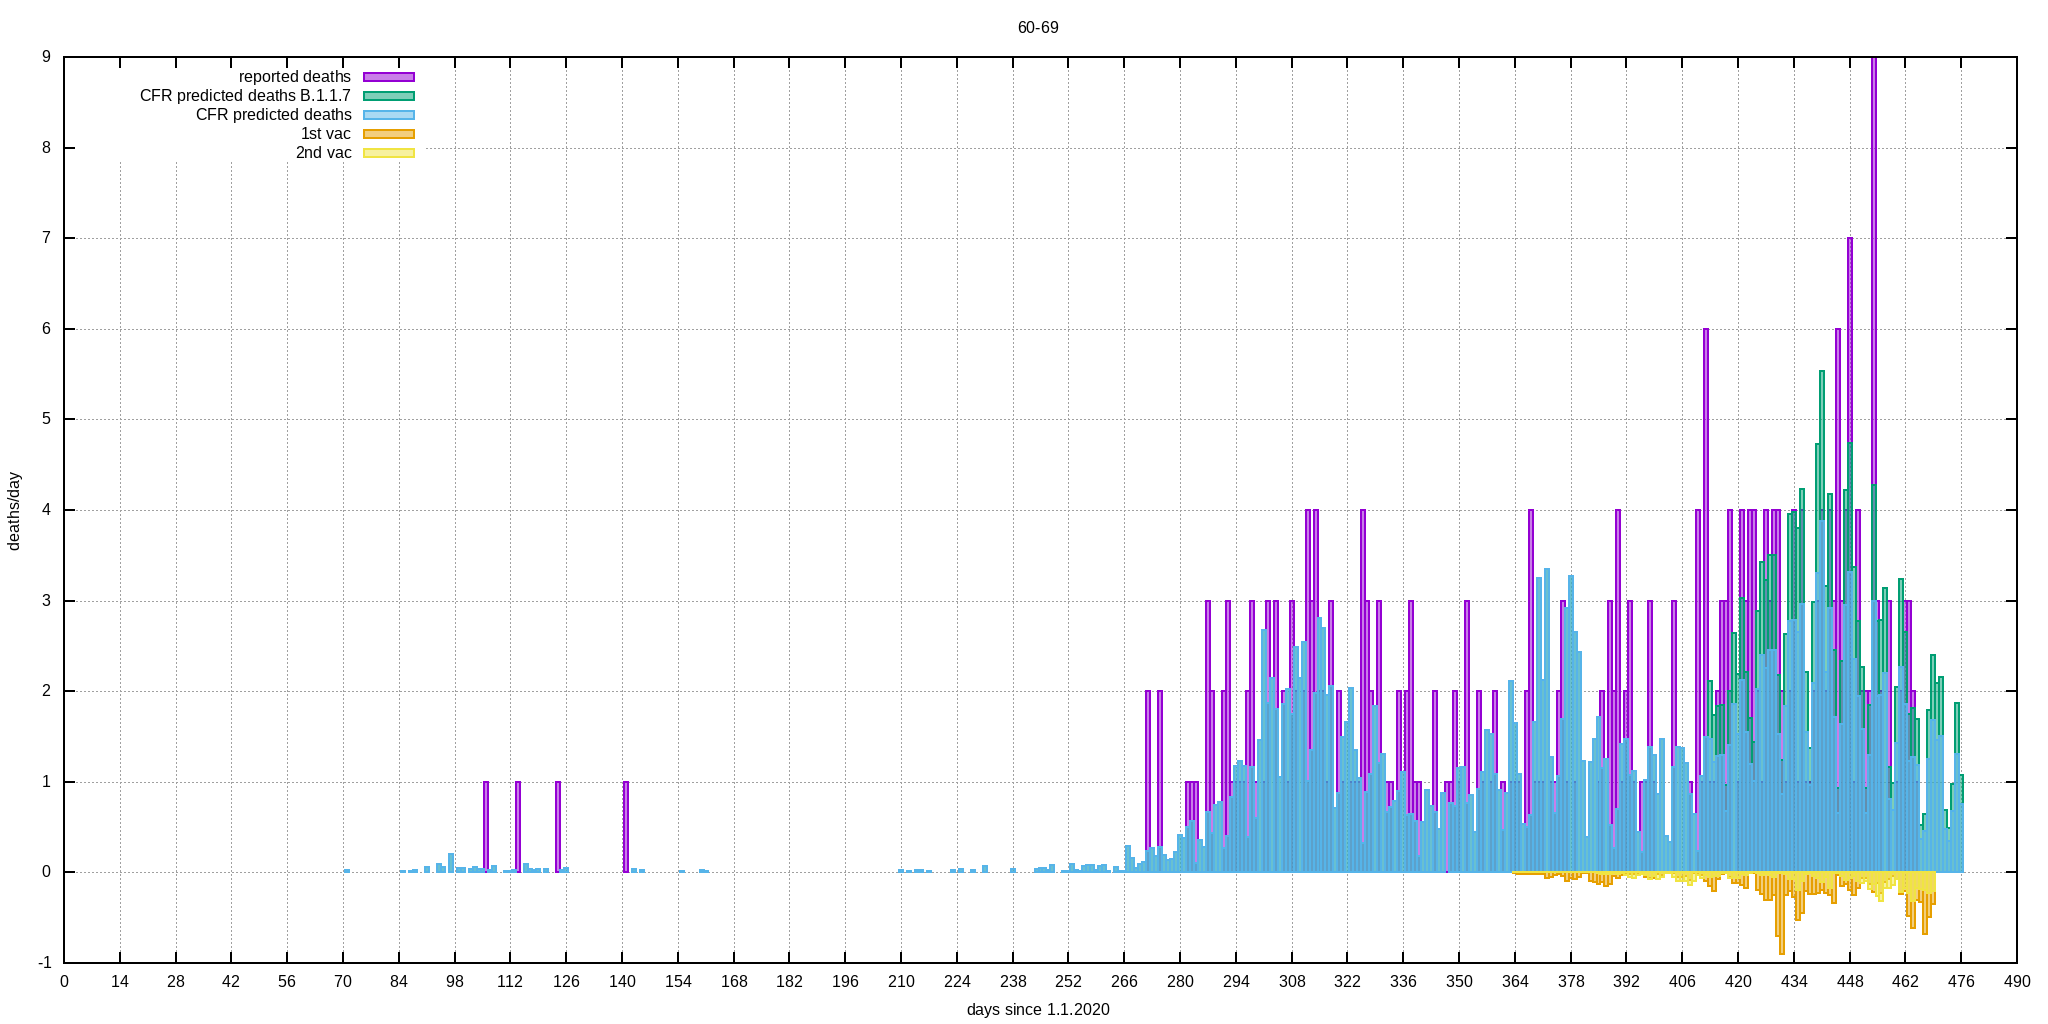 60-69
reported deaths
CFR predicted deaths B.1.1.7
CFR predicted deaths
1st vac
2nd vac
deaths/day
9
8
7
6
5
4
3
2
1
0
-1
0 14 28 42 56 70 84 98 112 126 140 154 168 182 196 210 224 238 252 266 280 294 308 322 336 350 364 378 392 406 420 434 448 462 476 490
days since 1.1.2020